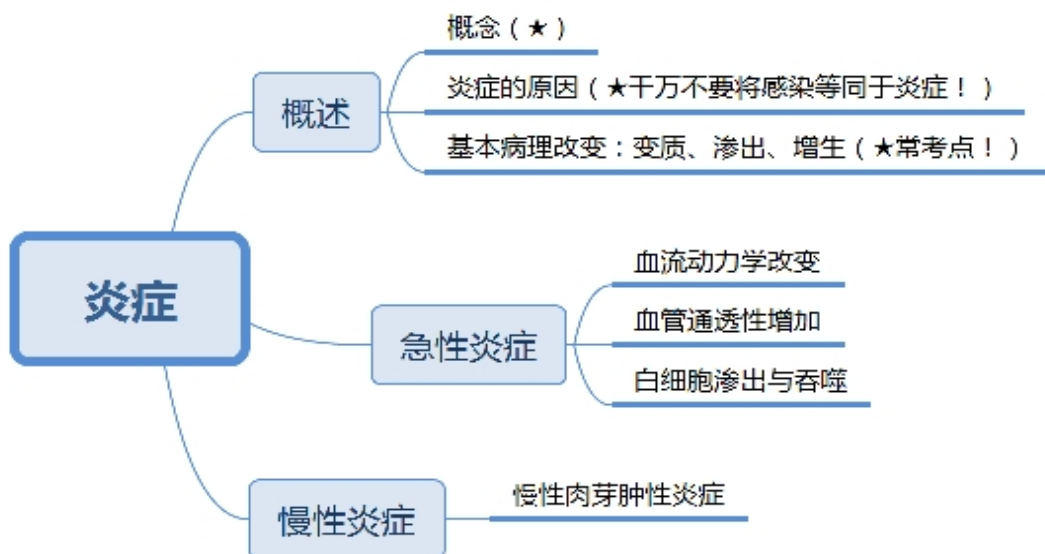 概念（★）
炎症的原因（★千万不要将感染等同于炎症！）
概述
基本病理改变：变质、渗出、增生（★常考点！）
炎症
血流动力学改变
急性炎症
血管通透性增加
白细胞渗出与吞噬
慢性炎症
慢性肉芽肿性炎症